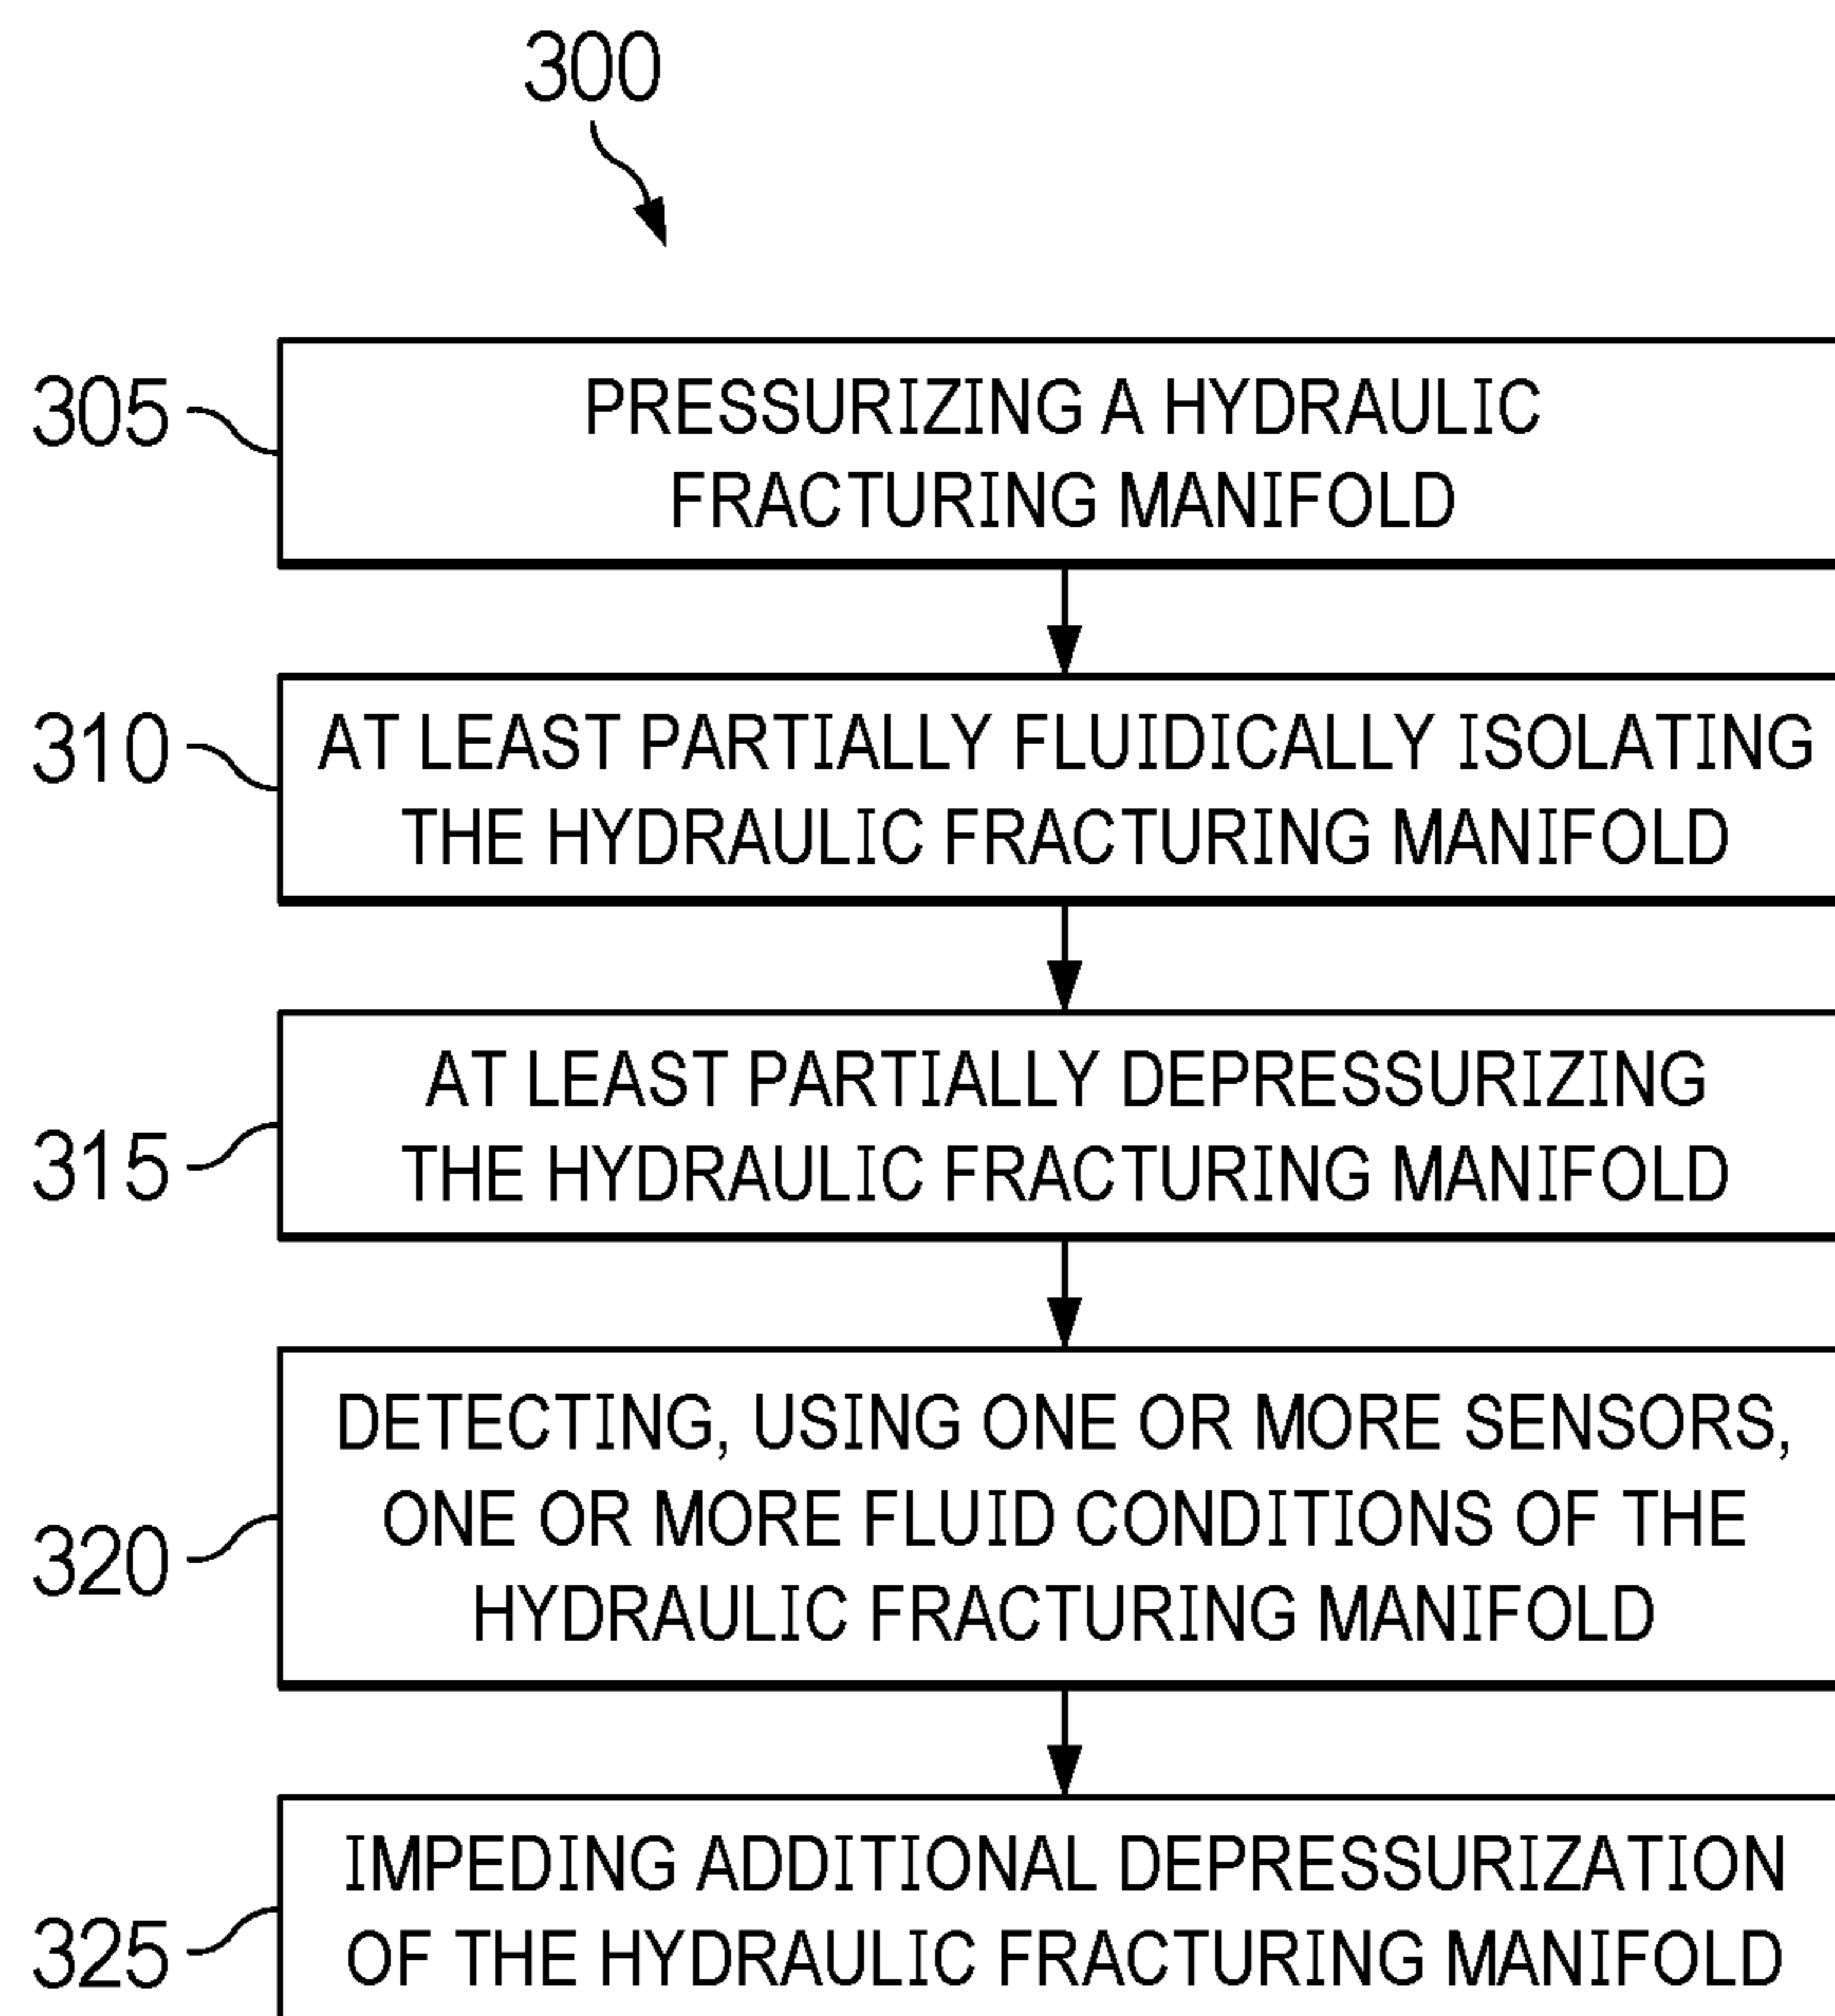 300
305
PRESSURIZING A HYDRAULIC
FRACTURING MANIFOLD
310
AT LEAST PARTIALLY FLUIDICALLY ISOLATING
THE HYDRAULIC FRACTURING MANIFOLD
315
AT LEAST PARTIALLY DEPRESSURIZING
THE HYDRAULIC FRACTURING MANIFOLD
320
DETECTING, USING ONE OR MORE SENSORS,
ONE OR MORE FLUID CONDITIONS OF THE
HYDRAULIC FRACTURING MANIFOLD
325
IMPEDING ADDITIONAL DEPRESSURIZATION
OF THE HYDRAULIC FRACTURING MANIFOLD